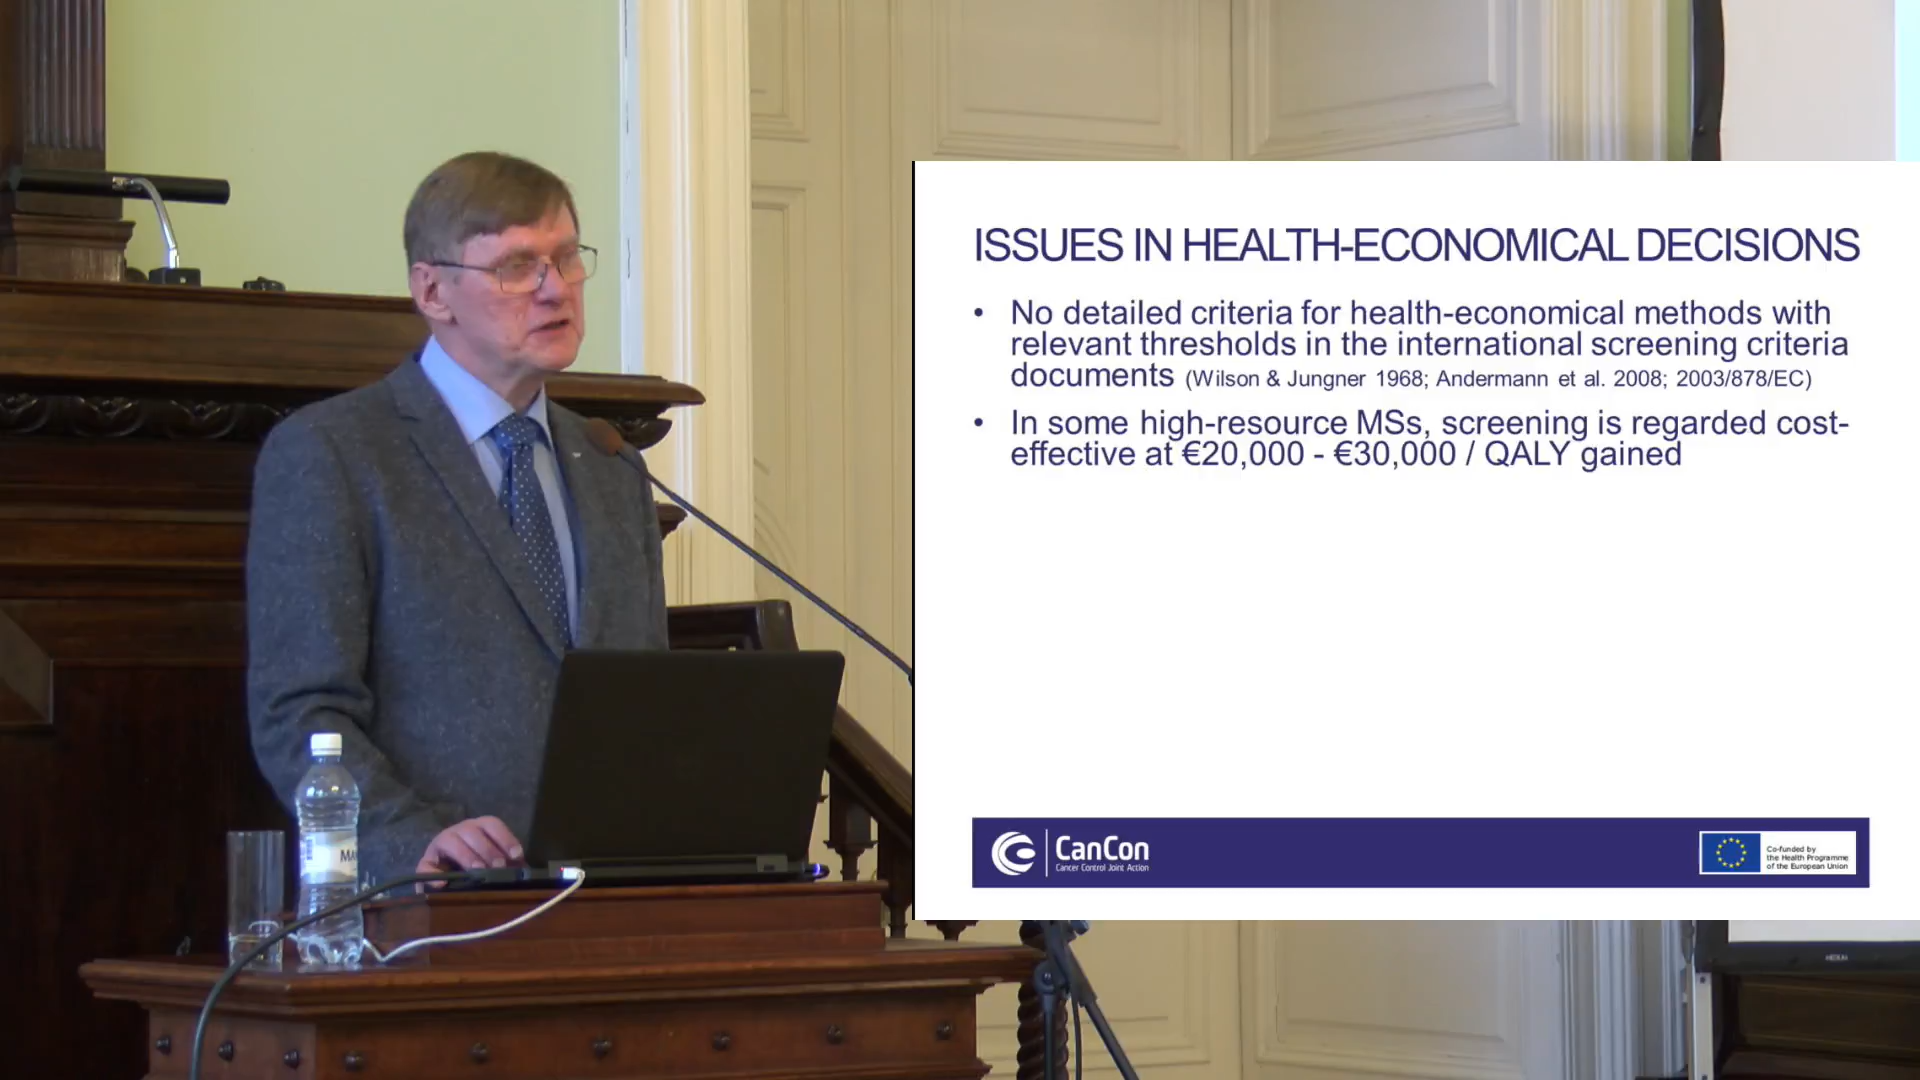 ISSUES IN HEALTH-ECONOMICAL DECISIONS
• No detailed criteria for health-economical methods with
relevant thresholds in the international screening criteria
documents (Wilson & Jungner 1968; Andermann et al. 2008; 2003/878/EC)
• In some high-resource MSs, screening is regarded cost-
effective at €20,000 - €30,000 / QALY gained
CanCon
Cancer Control Joint Action
Co-funded by
the Health Programme
of the European Union